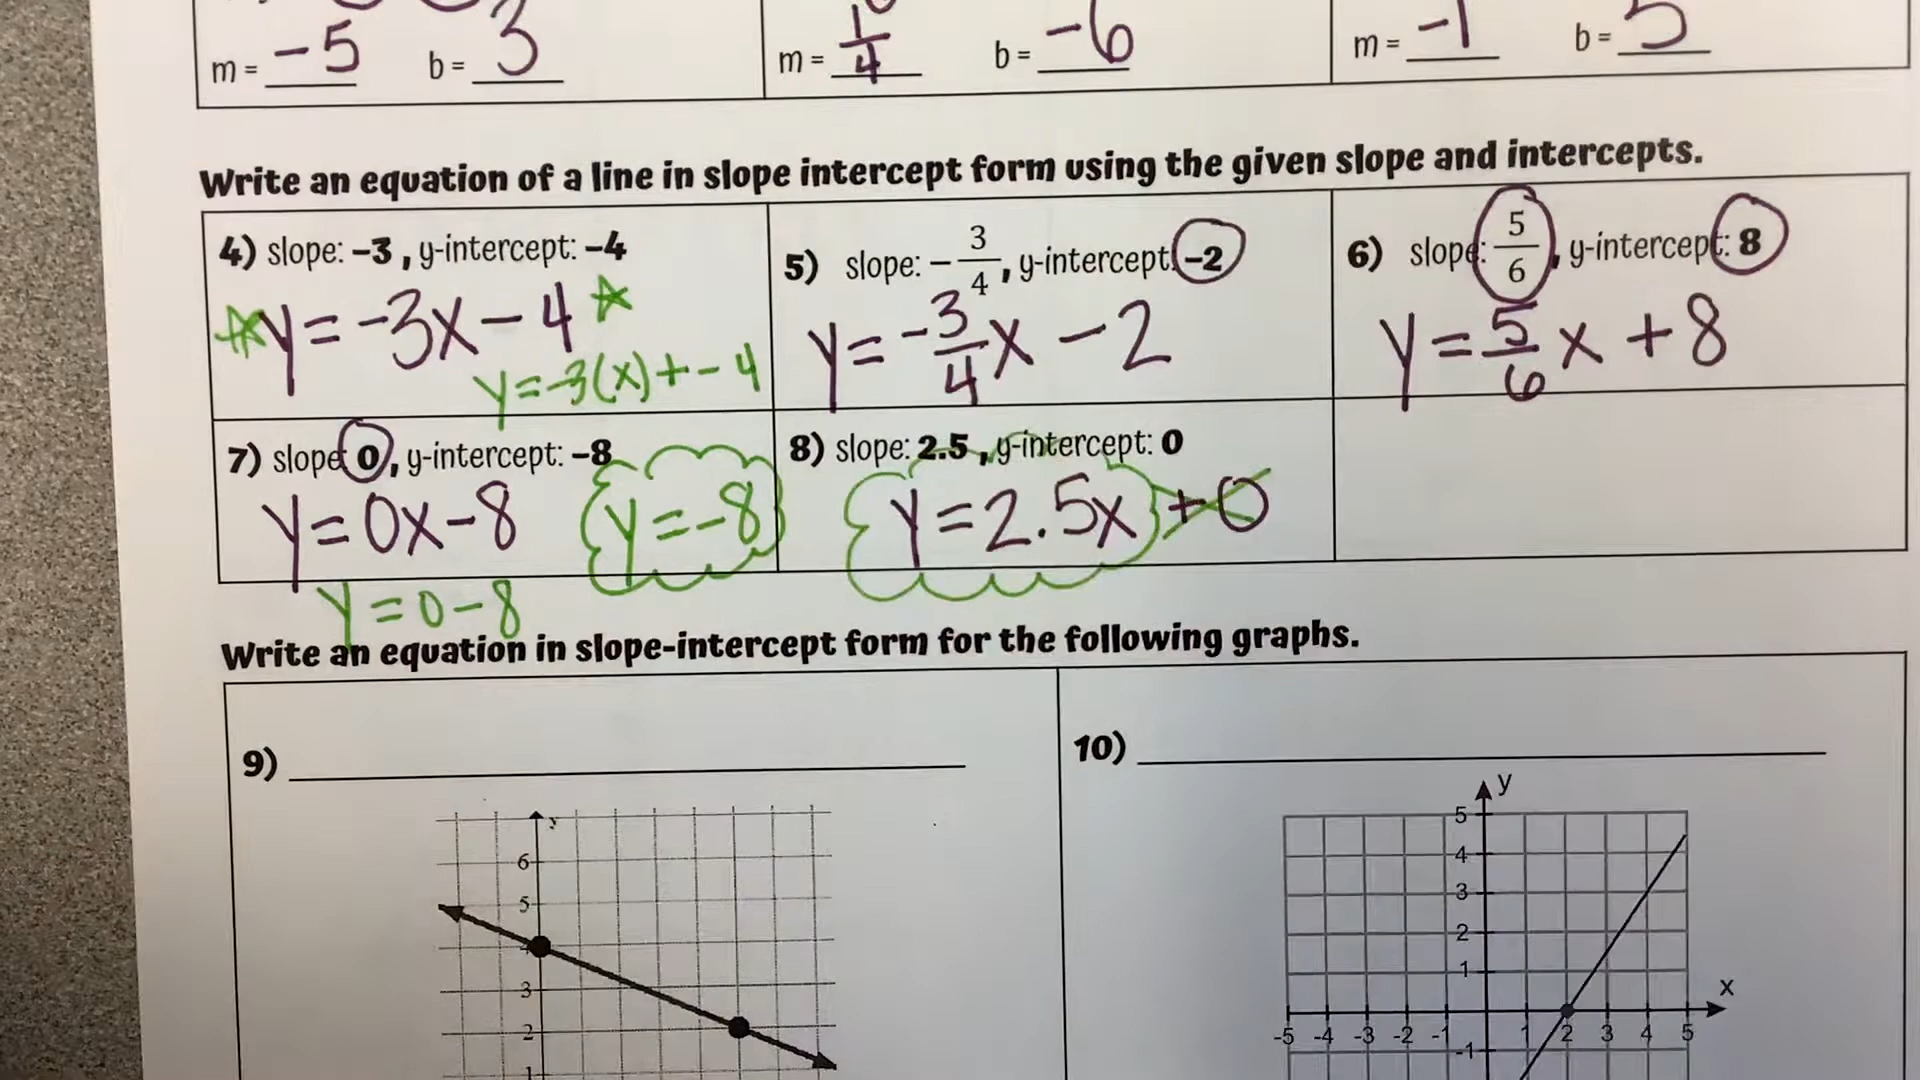 m = -5 b = 3
m = 1/4 b = -6
m = -1 b = 5
Write an equation of a line in slope intercept form using the given slope and intercepts.
4) slope: -3 , y-intercept: -4
y = -3x - 4
y = -3(x) + - 4
5) slope: - 3/4 , y-intercept: -2
y = -3/4 x - 2
6) slope: 5/6 , y-intercept: 8
y = 5/6 x + 8
7) slope: 0 , y-intercept: -8
y = 0x - 8
y = -8
y = 0 - 8
8) slope: 2.5 , y-intercept: 0
y = 2.5x + 0
Write an equation in slope-intercept form for the following graphs.
9)
y
6
5
3
2
1
10)
y
5
4
3
2
1
x
-5 -4 -3 -2 -1 1 2 3 4 5
-1